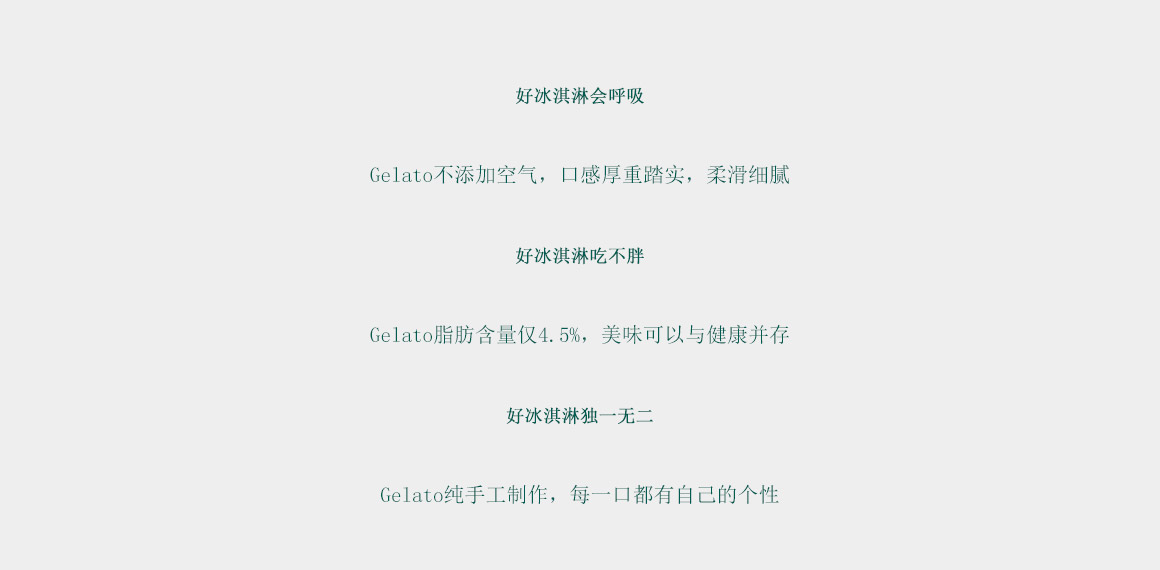 好冰淇淋会呼吸
Gelato不添加空气，口感厚重踏实，柔滑细腻
好冰淇淋吃不胖
Gelato脂肪含量仅4.5%，美味可以与健康并存
好冰淇淋独一无二
Gelato纯手工制作，每一口都有自己的个性